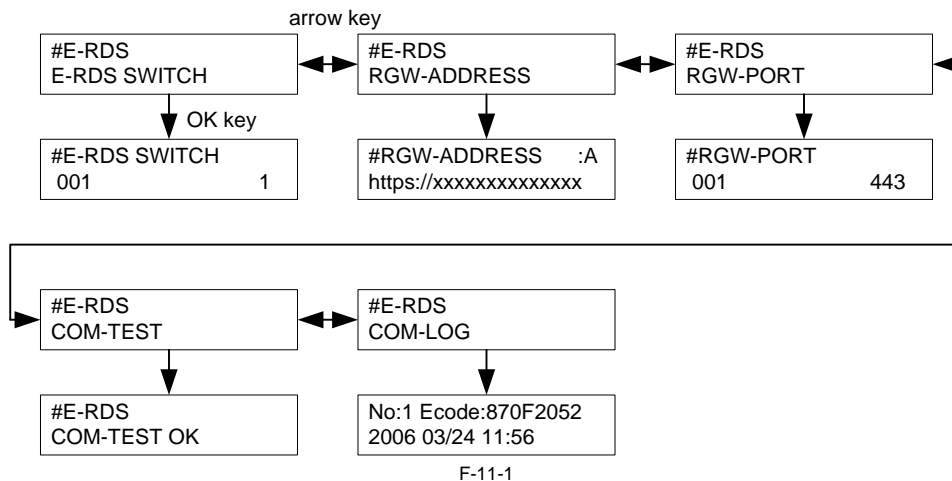 arrow key
#E-RDS
E-RDS SWITCH
#E-RDS
RGW-ADDRESS
#E-RDS
RGW-PORT
OK key
#E-RDS SWITCH
001 1
#RGW-ADDRESS :A
https://xxxxxxxxxxxxxx
#RGW-PORT
001 443
#E-RDS
COM-TEST
#E-RDS
COM-LOG
#E-RDS
COM-TEST OK
No:1 Ecode:870F2052
2006 03/24 11:56
F-11-1